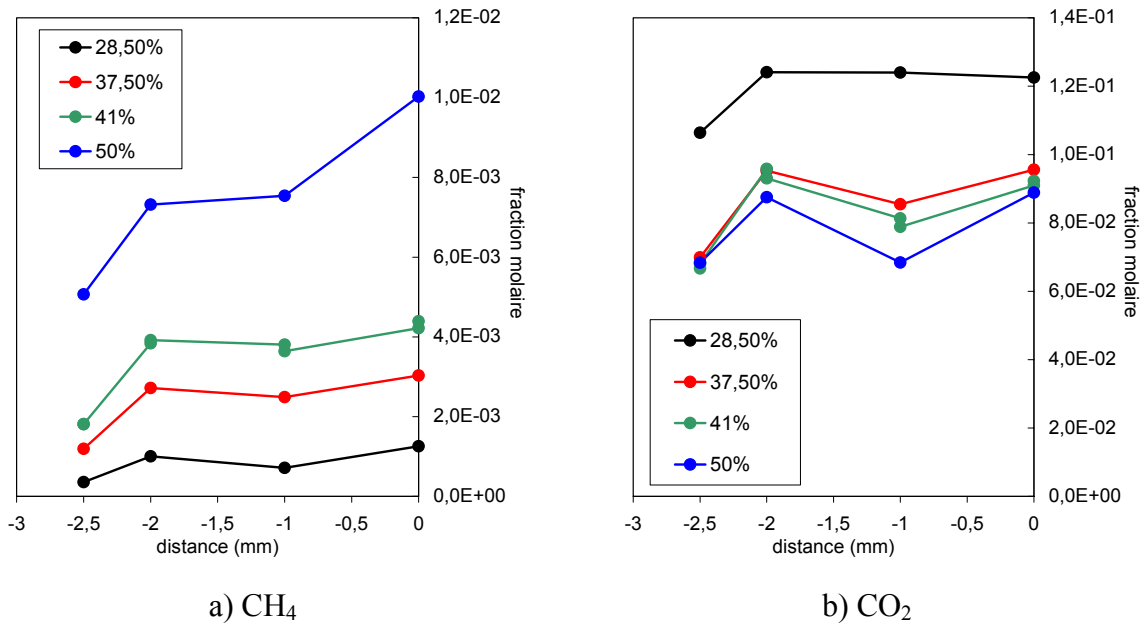 28,50%
37,50%
41%
50%
1,2E-02
1,0E-02
8,0E-03
6,0E-03
4,0E-03
2,0E-03
0,0E+00
fraction molaire
-3
-2,5
-2
-1,5
-1
-0,5
0
distance (mm)
a) CH₄
28,50%
37,50%
41%
50%
1,4E-01
1,2E-01
1,0E-01
8,0E-02
6,0E-02
4,0E-02
2,0E-02
0,0E+00
fraction molaire
-3
-2,5
-2
-1,5
-1
-0,5
0
distance (mm)
b) CO₂